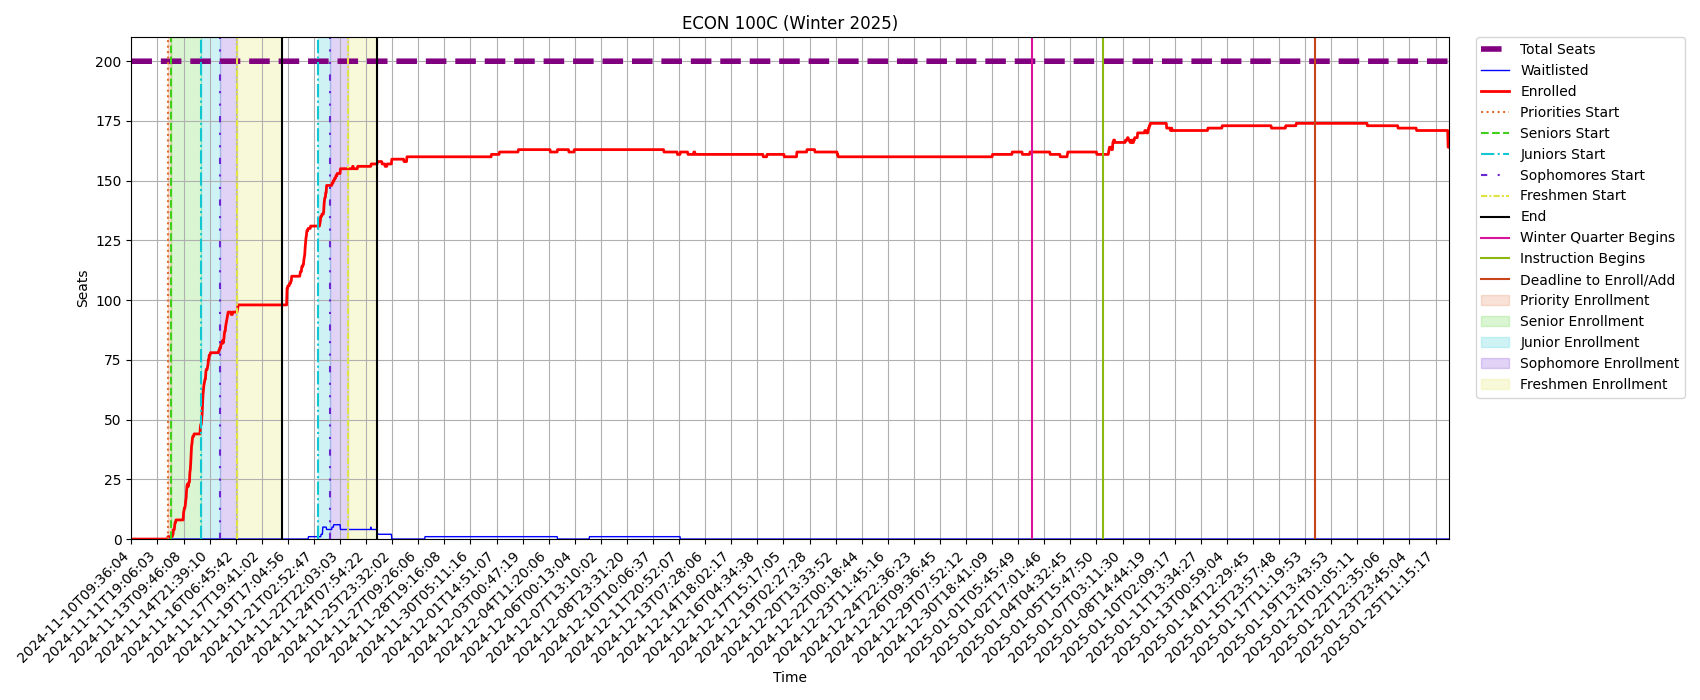 ECON 100C (Winter 2025)
Seats
200
175
150
125
100
75
50
25
0
2024-11-10T09:36:04
2024-11-11T19:06:03
2024-11-13T09:46:08
2024-11-14T21:39:10
2024-11-16T06:45:42
2024-11-17T19:41:02
2024-11-19T17:04:56
2024-11-21T02:52:47
2024-11-22T22:03:03
2024-11-24T07:54:22
2024-11-25T23:32:02
2024-11-27T09:26:06
2024-11-28T19:16:08
2024-11-30T05:11:16
2024-12-01T14:51:07
2024-12-03T00:47:19
2024-12-04T11:20:06
2024-12-06T00:13:04
2024-12-07T13:10:02
2024-12-08T23:31:20
2024-12-10T10:06:37
2024-12-11T20:52:07
2024-12-13T07:28:06
2024-12-14T18:02:17
2024-12-16T04:34:38
2024-12-17T15:17:05
2024-12-19T02:27:28
2024-12-20T13:33:52
2024-12-22T00:18:44
2024-12-23T11:45:16
2024-12-24T22:36:23
2024-12-26T09:36:45
2024-12-29T07:52:12
2024-12-30T18:41:09
2025-01-01T05:45:49
2025-01-02T17:01:46
2025-01-04T04:32:45
2025-01-05T15:47:50
2025-01-07T03:11:30
2025-01-08T14:44:19
2025-01-10T02:09:17
2025-01-11T13:34:27
2025-01-13T00:59:04
2025-01-14T12:29:45
2025-01-15T23:57:48
2025-01-17T11:19:53
2025-01-19T13:43:53
2025-01-21T01:05:11
2025-01-22T12:35:06
2025-01-23T23:45:04
2025-01-25T11:15:17
Time
Total Seats
Waitlisted
Enrolled
Priorities Start
Seniors Start
Juniors Start
Sophomores Start
Freshmen Start
End
Winter Quarter Begins
Instruction Begins
Deadline to Enroll/Add
Priority Enrollment
Senior Enrollment
Junior Enrollment
Sophomore Enrollment
Freshmen Enrollment